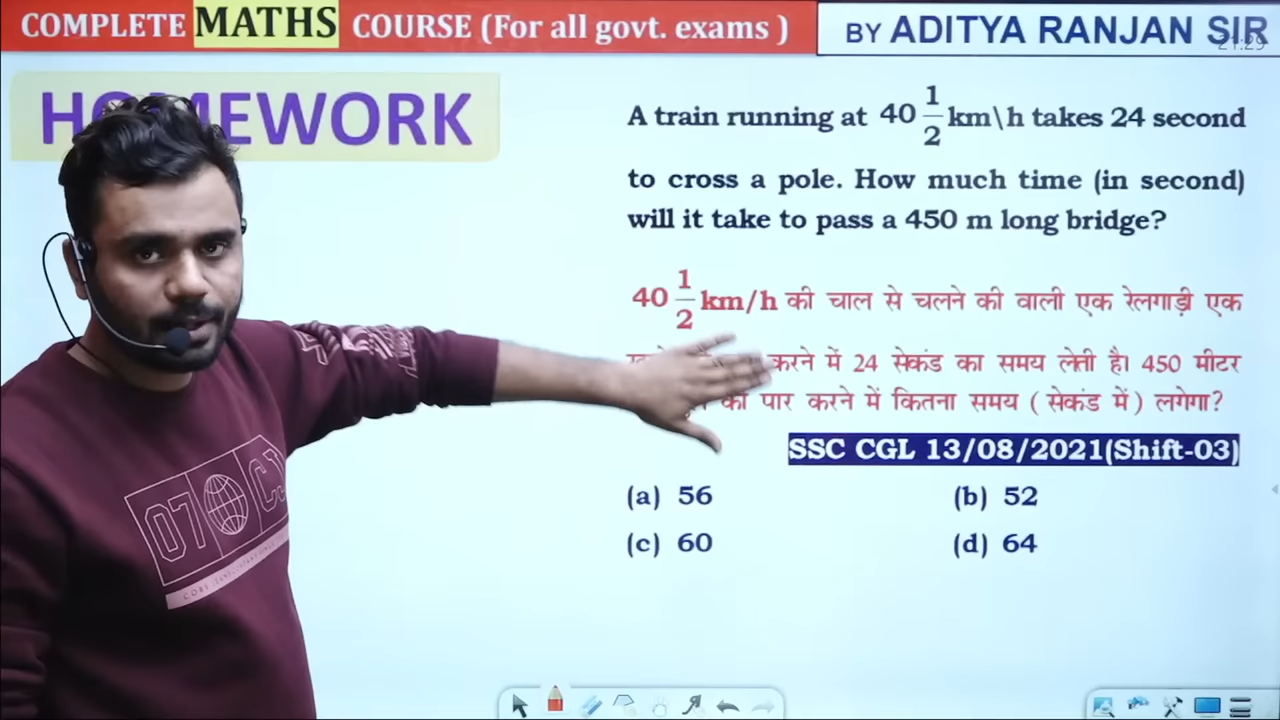 COMPLETE MATHS COURSE (For all govt. exams )
BY ADITYA RANJAN SIR
21:29
HOMEWORK
A train running at 40 1/2 km\h takes 24 second
to cross a pole. How much time (in second)
will it take to pass a 450 m long bridge?
40 1/2 km/h की चाल से चलने की वाली एक रेलगाड़ी एक
करने में 24 सेकंड का समय लेती है। 450 मीटर
को पार करने में कितना समय ( सेकंड में ) लगेगा?
SSC CGL 13/08/2021(Shift-03)
(a) 56
(b) 52
(c) 60
(d) 64
07